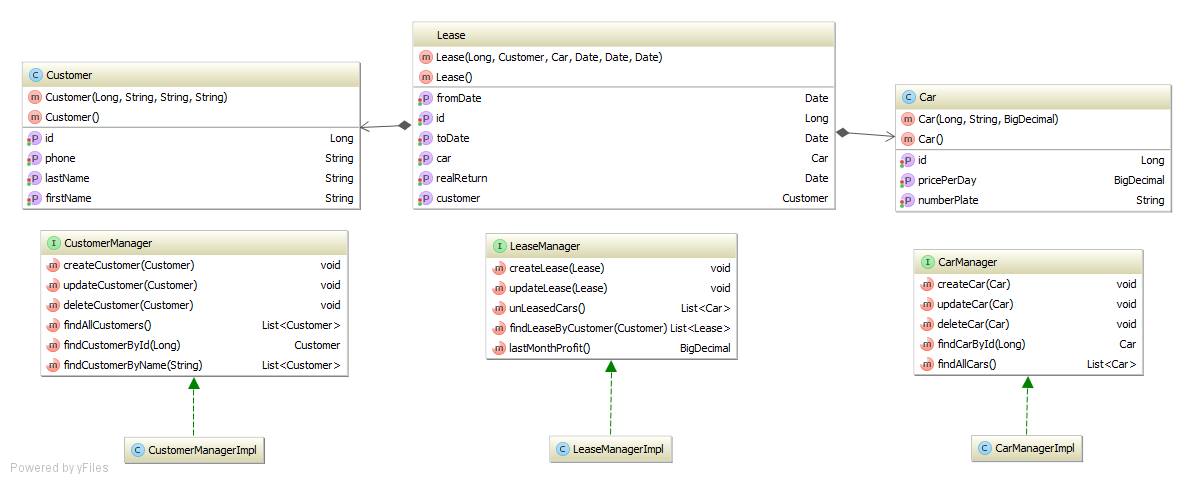 Lease
m Lease(Long, Customer, Car, Date, Date, Date)
m Lease()
P fromDate Date
P id Long
P toDate Date
P car Car
P realReturn Date
P customer Customer
C Customer
m Customer(Long, String, String, String)
m Customer()
P id Long
P phone String
P lastName String
P firstName String
C Car
m Car(Long, String, BigDecimal)
m Car()
P id Long
P pricePerDay BigDecimal
P numberPlate String
I CustomerManager
m createCustomer(Customer) void
m updateCustomer(Customer) void
m deleteCustomer(Customer) void
m findAllCustomers() List<Customer>
m findCustomerById(Long) Customer
m findCustomerByName(String) List<Customer>
I LeaseManager
m createLease(Lease) void
m updateLease(Lease) void
m unLeasedCars() List<Car>
m findLeaseByCustomer(Customer) List<Lease>
m lastMonthProfit() BigDecimal
I CarManager
m createCar(Car) void
m updateCar(Car) void
m deleteCar(Car) void
m findCarById(Long) Car
m findAllCars() List<Car>
C CustomerManagerImpl
C LeaseManagerImpl
C CarManagerImpl
Powered by yFiles